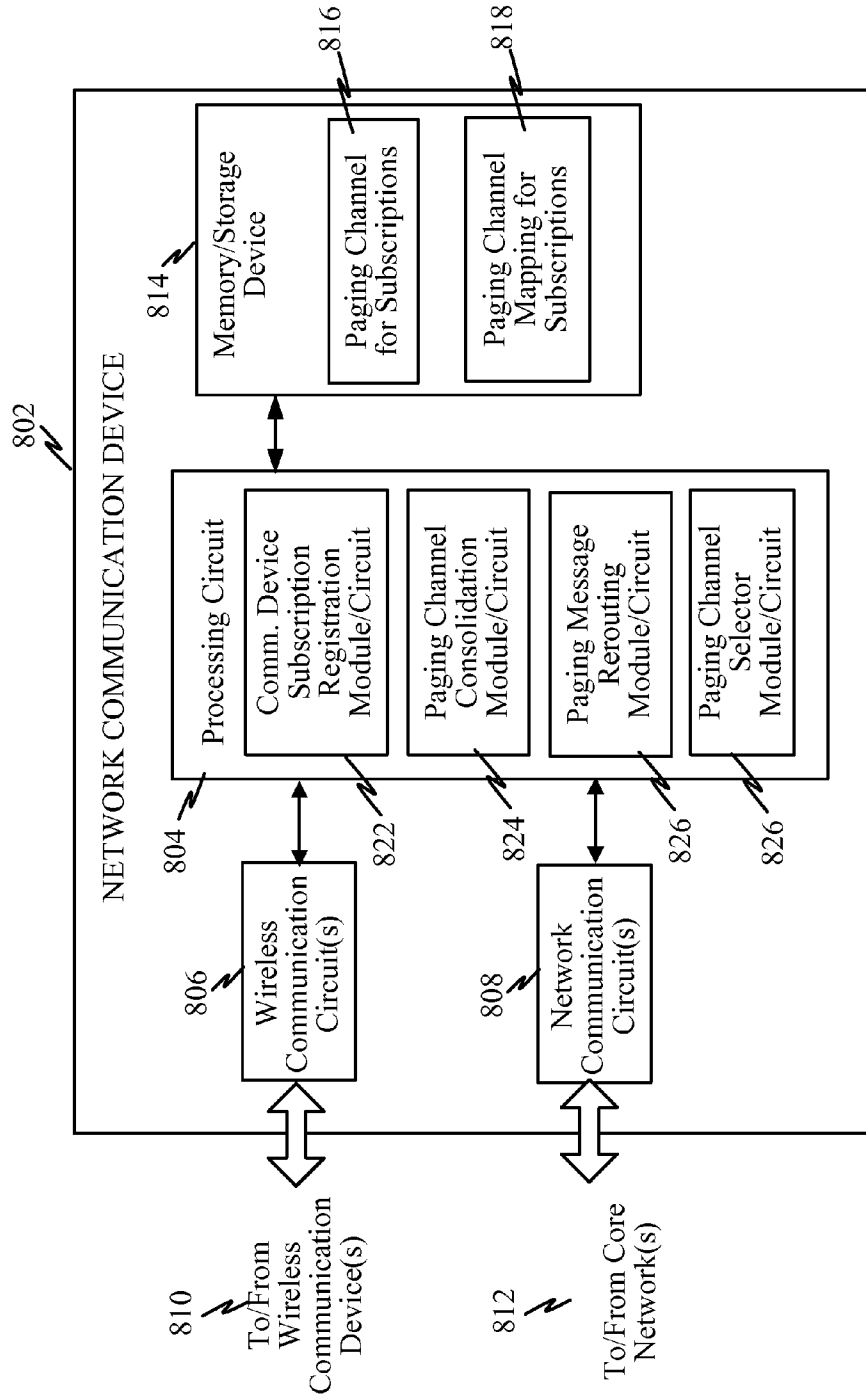 802
NETWORK COMMUNICATION DEVICE
810
To/From
Wireless
Communication
Device(s)
812
To/From Core
Network(s)
806
Wireless
Communication
Circuit(s)
808
Network
Communication
Circuit(s)
804
Processing Circuit
Comm. Device
Subscription
Registration
Module/Circuit
822
Paging Channel
Consolidation
Module/Circuit
824
Paging Message
Rerouting
Module/Circuit
826
Paging Channel
Selector
Module/Circuit
826
814
Memory/Storage
Device
Paging Channel
for Subscriptions
816
Paging Channel
Mapping for
Subscriptions
818